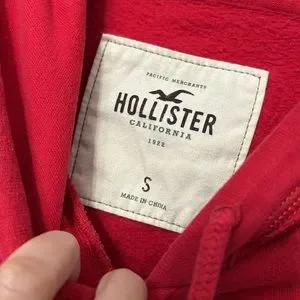 PACIFIC MERCHANTS
HOLLISTER
CALIFORNIA
1922
S
MADE IN CHINA